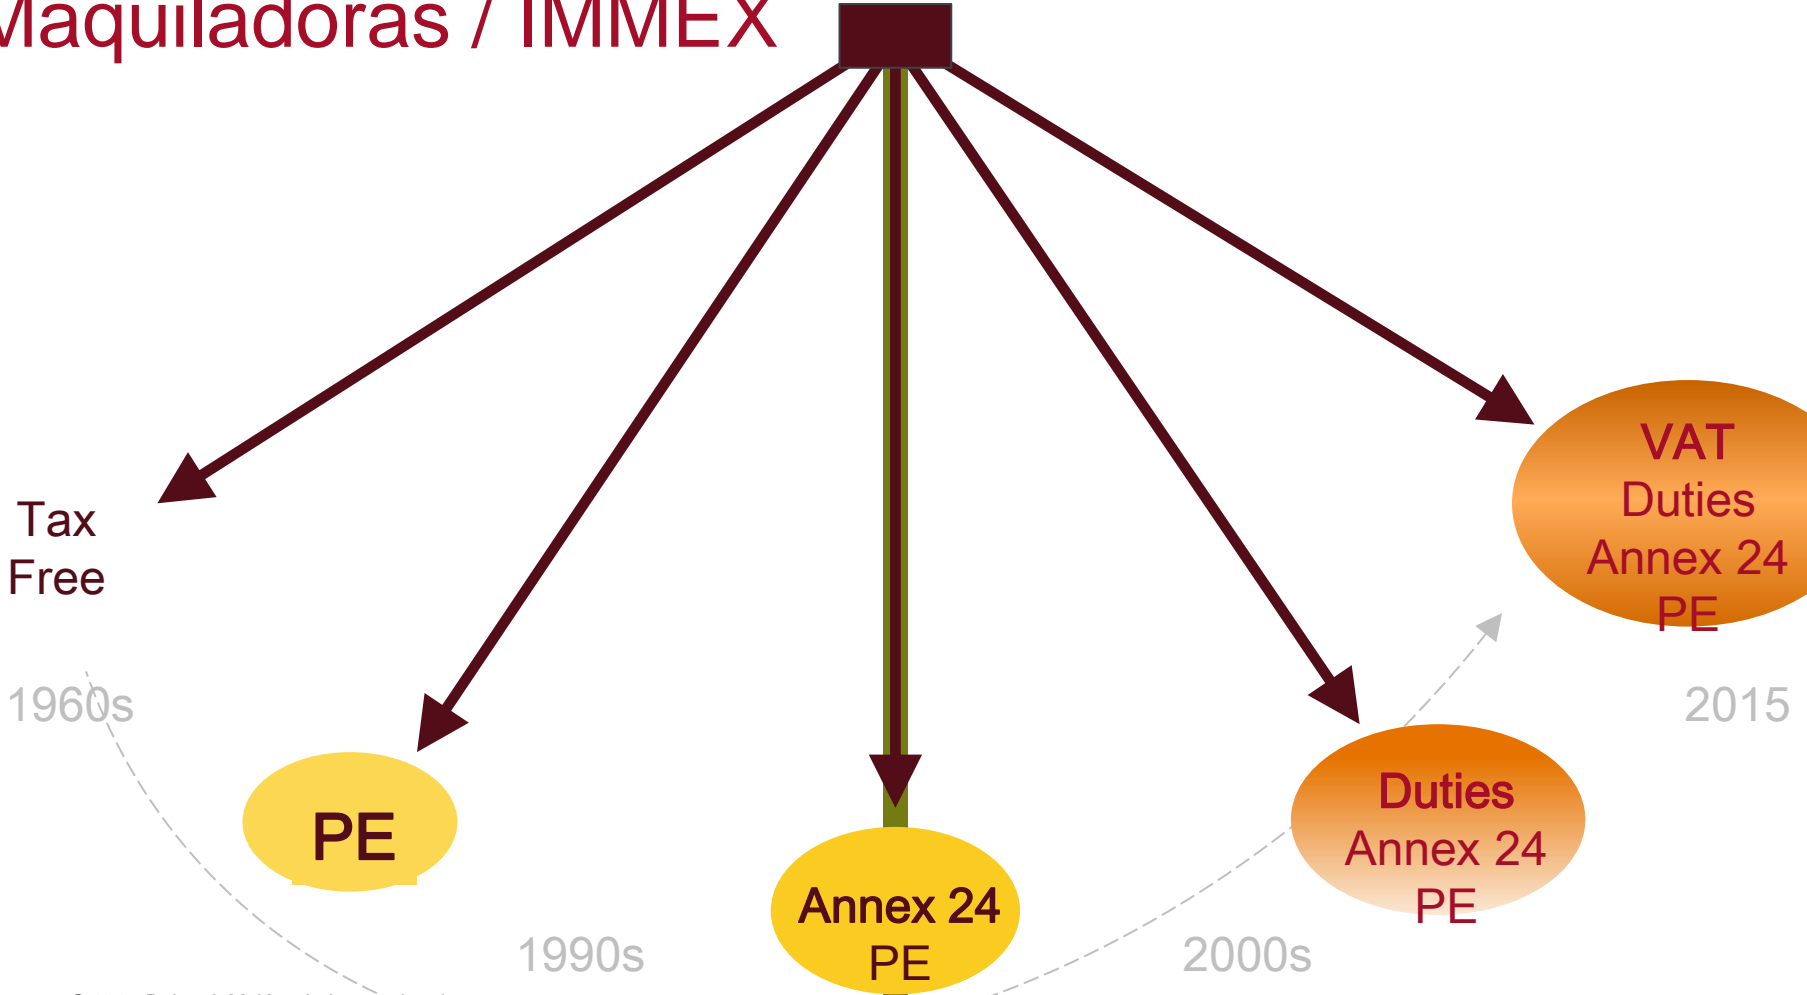 Maquiladoras / IMMEX
Tax
Free
1960s
PE
1990s
Annex 24
PE
2000s
Duties
Annex 24
PE
VAT
Duties
Annex 24
PE
2015